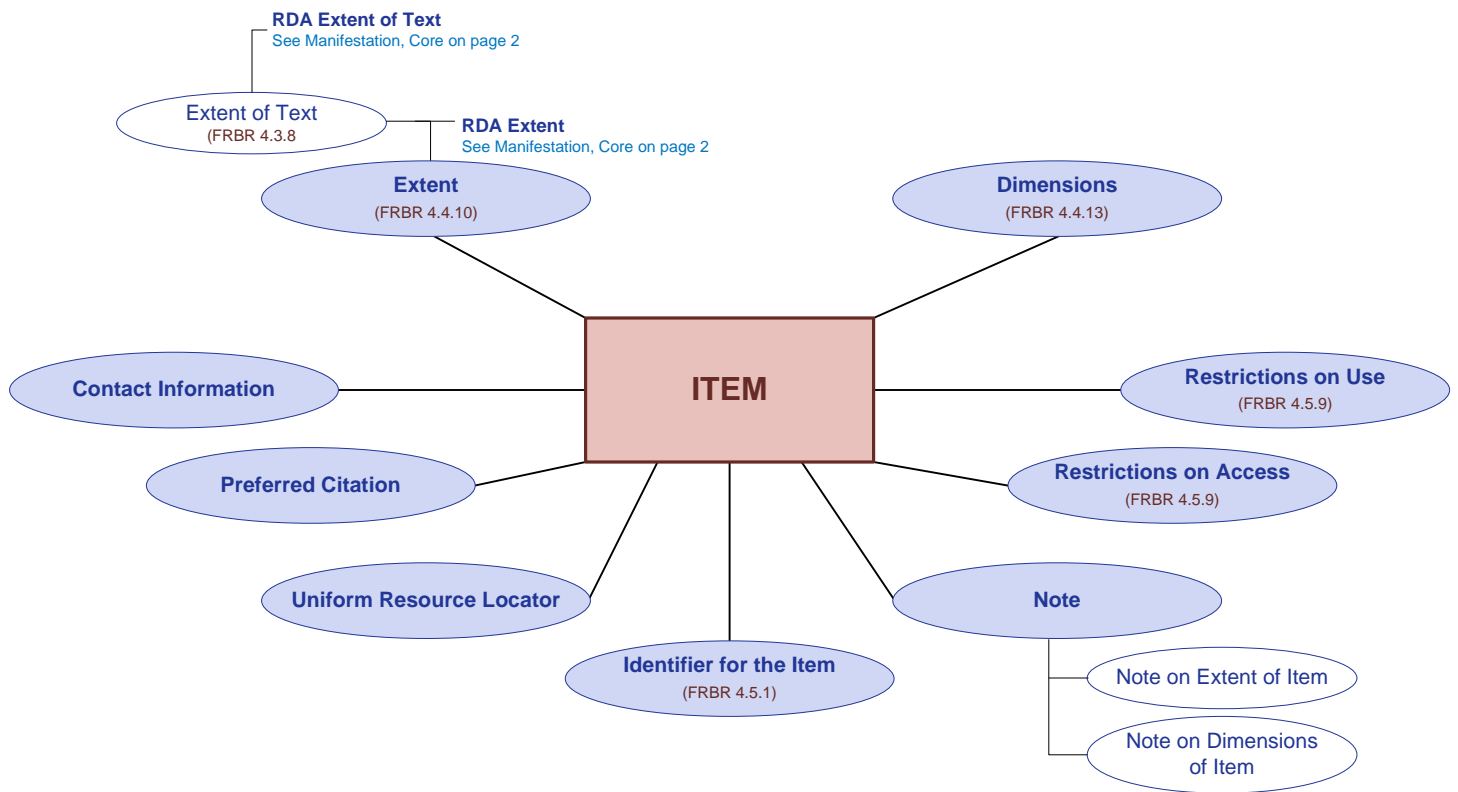 RDA Extent of Text
See Manifestation, Core on page 2
Extent of Text
(FRBR 4.3.8
RDA Extent
See Manifestation, Core on page 2
Extent
(FRBR 4.4.10)
Dimensions
(FRBR 4.4.13)
ITEM
Contact Information
Restrictions on Use
(FRBR 4.5.9)
Preferred Citation
Restrictions on Access
(FRBR 4.5.9)
Uniform Resource Locator
Note
Identifier for the Item
(FRBR 4.5.1)
Note on Extent of Item
Note on Dimensions
of Item